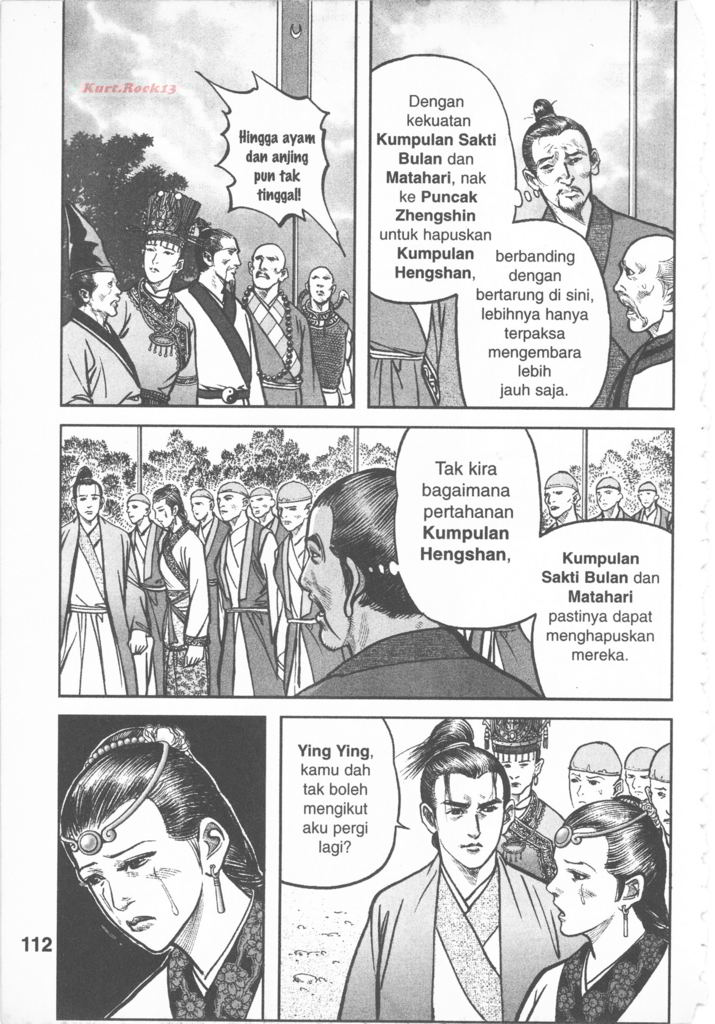 Kurt.Rock13
Hingga ayam
dan anjing
pun tak
tinggal!
Dengan
kekuatan
Kumpulan Sakti
Bulan dan
Matahari, nak
ke Puncak
Zhengshin
untuk hapuskan
Kumpulan
Hengshan,
berbanding
dengan
bertarung di sini,
lebihnya hanya
terpaksa
mengembara
lebih
jauh saja.
Tak kira
bagaimana
pertahanan
Kumpulan
Hengshan,
Kumpulan
Sakti Bulan dan
Matahari
pastinya dapat
menghapuskan
mereka.
Ying Ying,
kamu dah
tak boleh
mengikut
aku pergi
lagi?
112